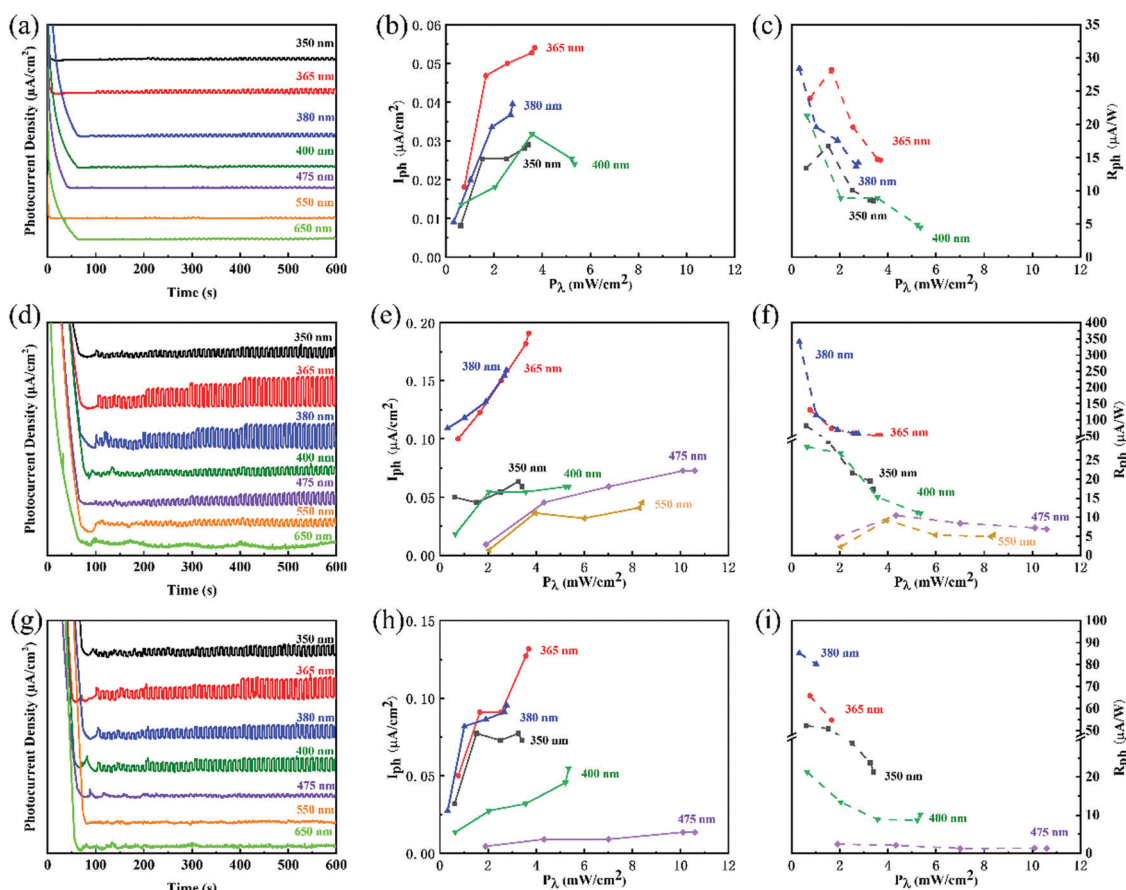 (a)
Photocurrent Density (μA/cm²)
350 nm
365 nm
380 nm
400 nm
475 nm
550 nm
650 nm
0 100 200 300 400 500 600
Time (s)
(b)
I_ph (μA/cm²)
0.06
0.05
0.04
0.03
0.02
0.01
0.00
365 nm
380 nm
350 nm
400 nm
0 2 4 6 8 10 12
P_λ (mW/cm²)
(c)
35
30
25
20
15
10
5
0
R_ph (μA/W)
365 nm
380 nm
350 nm
400 nm
0 2 4 6 8 10 12
P_λ (mW/cm²)
(d)
Photocurrent Density (μA/cm²)
350 nm
365 nm
380 nm
400 nm
475 nm
550 nm
650 nm
0 100 200 300 400 500 600
Time (s)
(e)
I_ph (μA/cm²)
0.20
0.15
0.10
0.05
0.00
380 nm
365 nm
350 nm
400 nm
475 nm
550 nm
0 2 4 6 8 10 12
P_λ (mW/cm²)
(f)
400
350
300
250
200
150
100
50
25
20
15
10
5
0
R_ph (μA/W)
380 nm
365 nm
350 nm
400 nm
475 nm
550 nm
0 2 4 6 8 10 12
P_λ (mW/cm²)
(g)
Photocurrent Density (μA/cm²)
350 nm
365 nm
380 nm
400 nm
475 nm
550 nm
650 nm
0 100 200 300 400 500 600
Time (s)
(h)
I_ph (μA/cm²)
0.15
0.10
0.05
0.00
365 nm
380 nm
350 nm
400 nm
475 nm
0 2 4 6 8 10 12
P_λ (mW/cm²)
(i)
100
90
80
70
60
50
20
10
0
R_ph (μA/W)
380 nm
365 nm
350 nm
400 nm
475 nm
0 2 4 6 8 10 12
P_λ (mW/cm²)